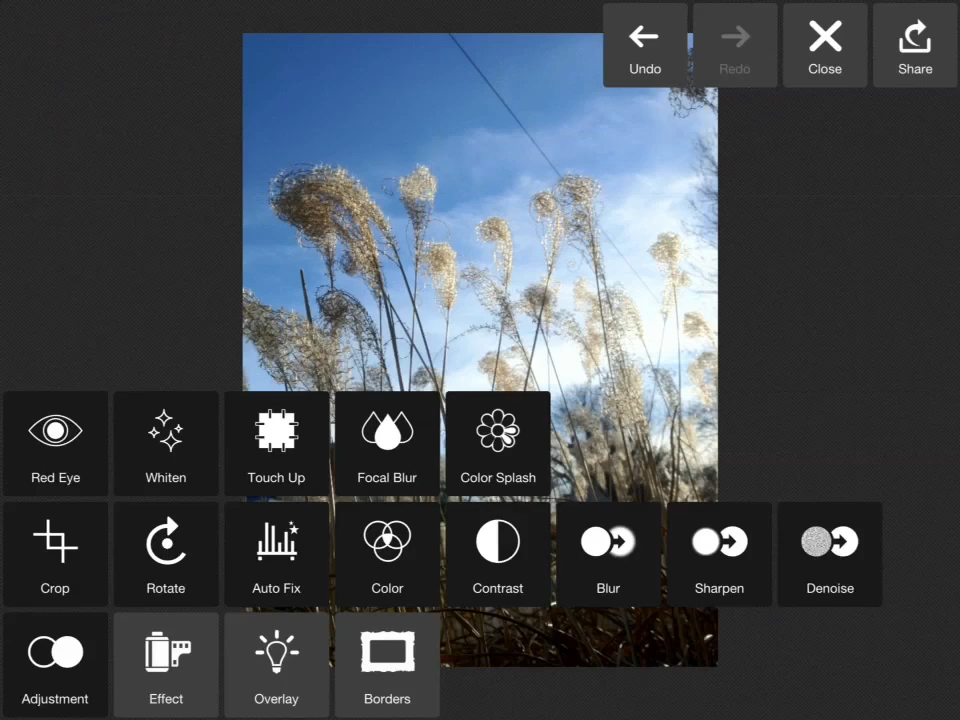 Undo
Redo
Close
Share
Red Eye
Whiten
Touch Up
Focal Blur
Color Splash
Crop
Rotate
Auto Fix
Color
Contrast
Blur
Sharpen
Denoise
Adjustment
Effect
Overlay
Borders